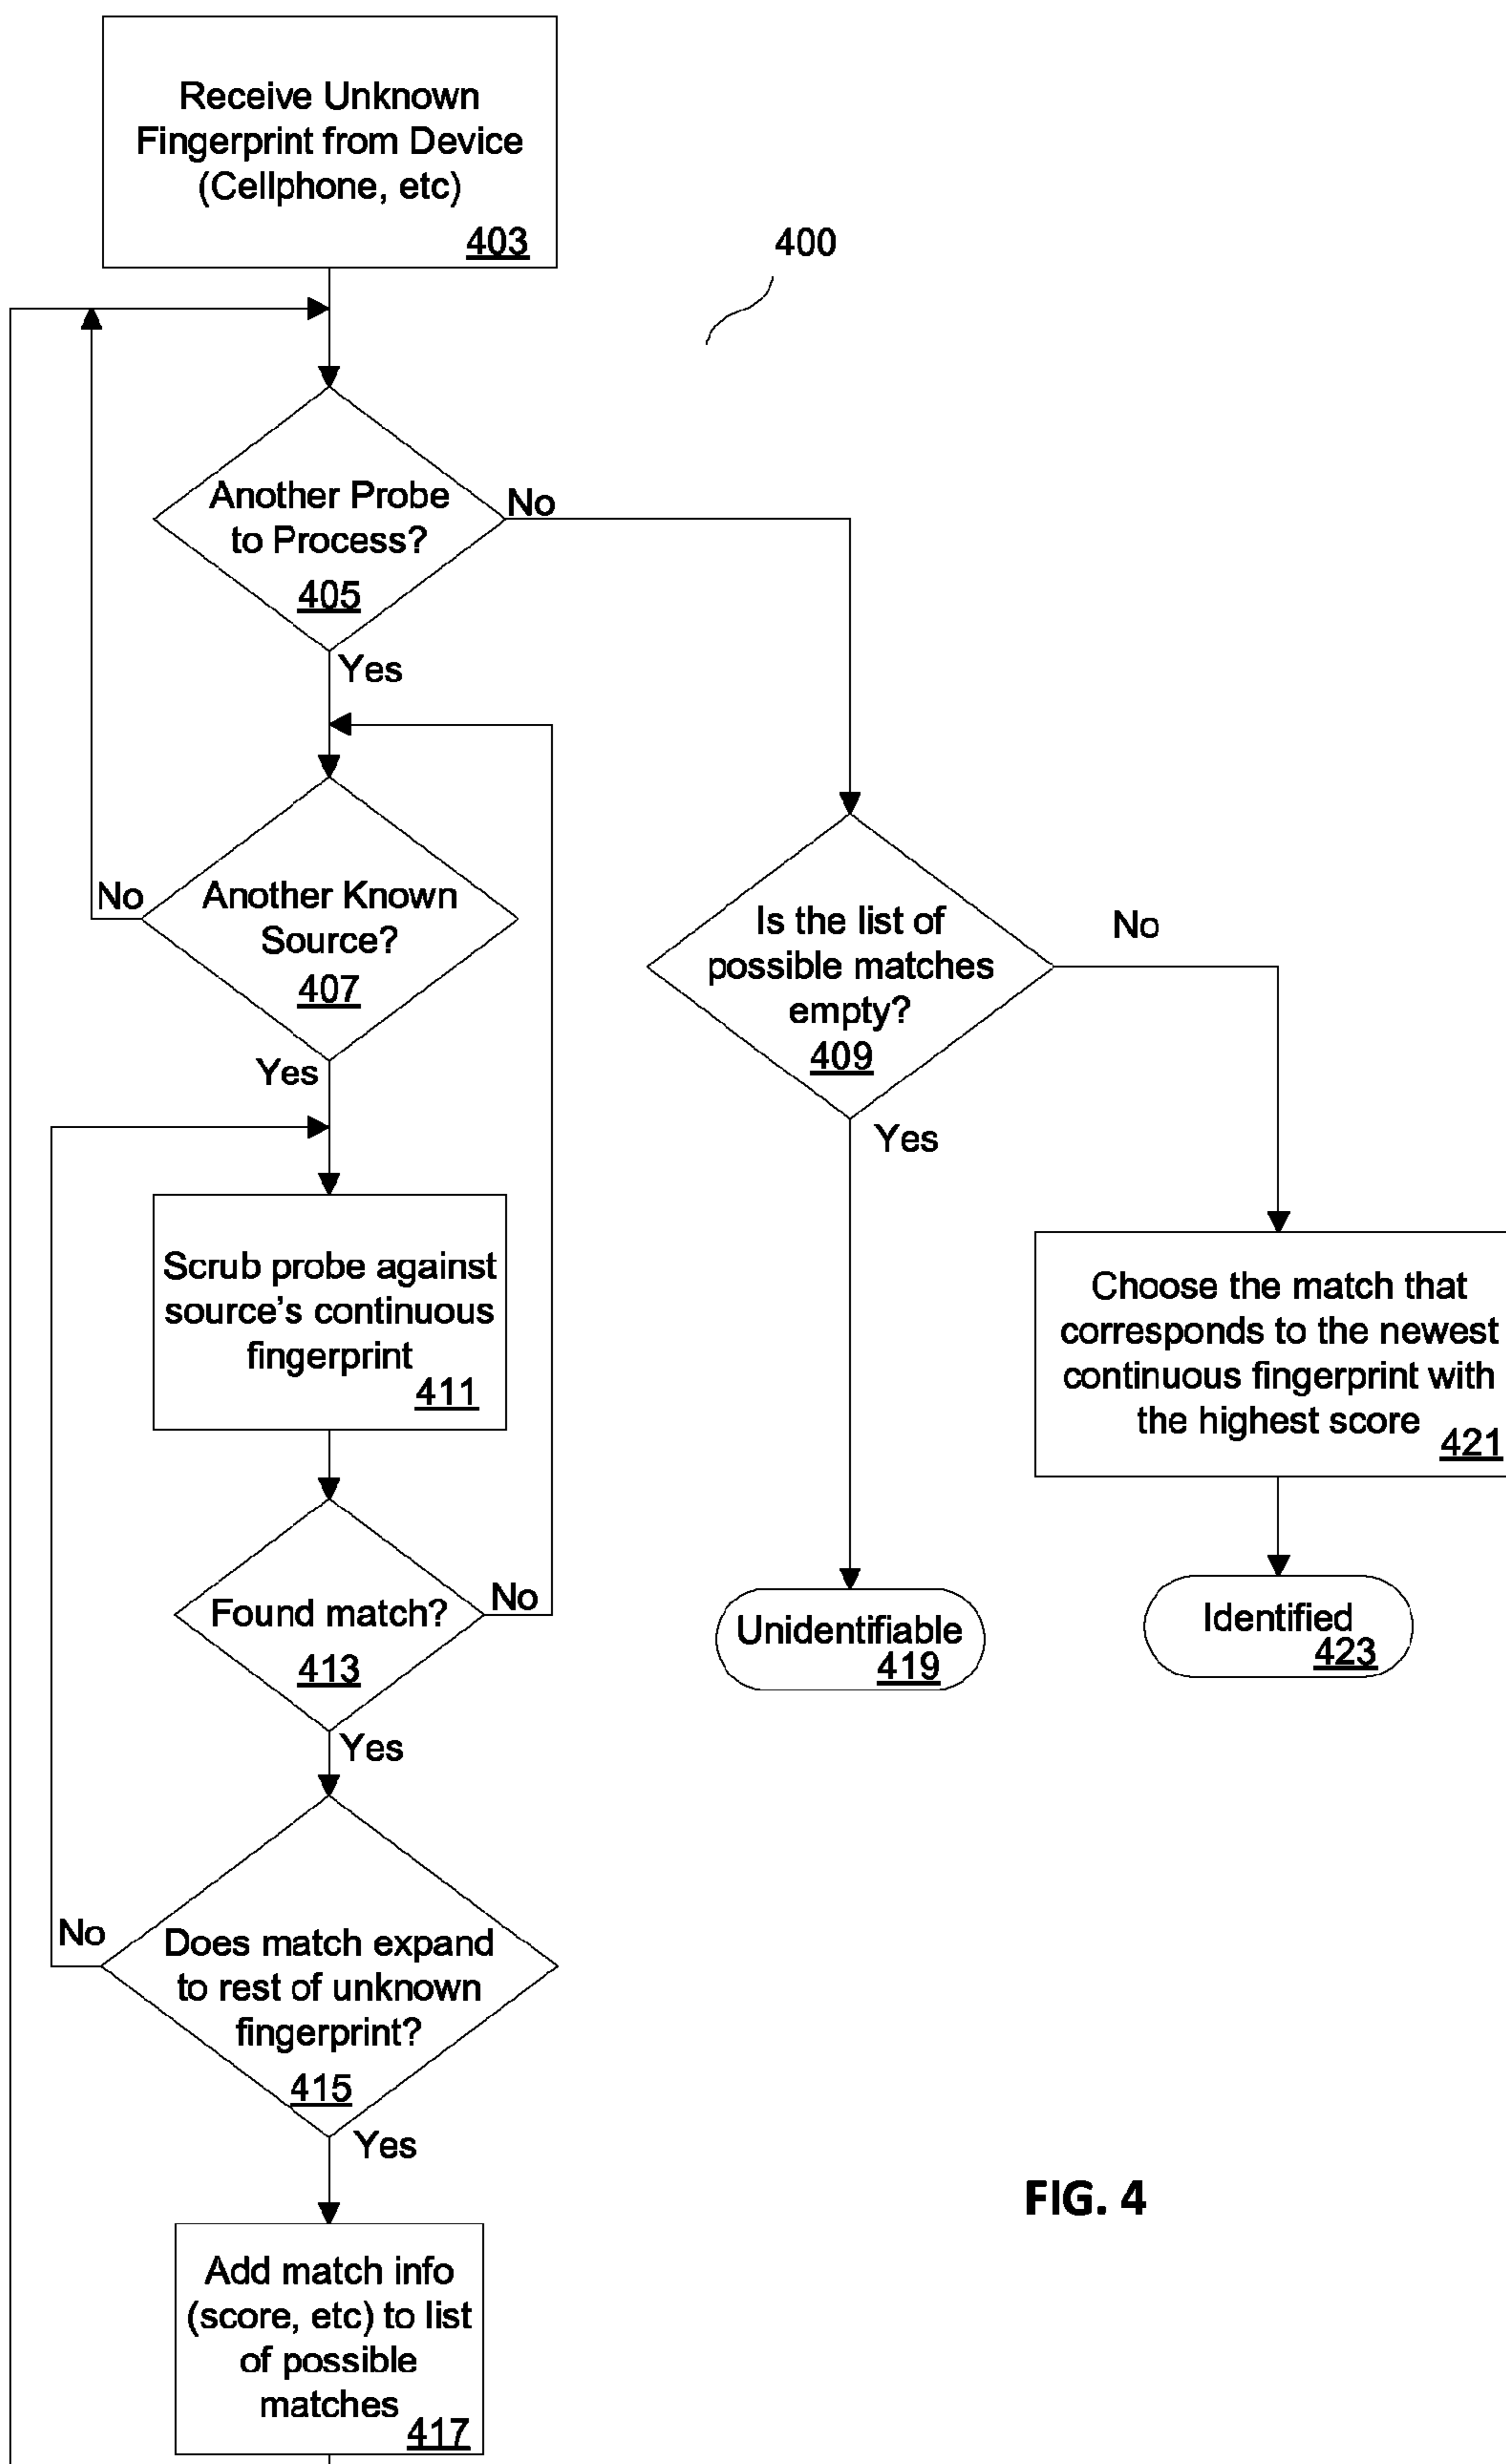 Receive Unknown
Fingerprint from Device
(Cellphone, etc)
403
400
Another Probe
to Process?
405
No
Yes
Another Known
Source?
407
No
Yes
Is the list of
possible matches
empty?
409
No
Yes
Scrub probe against
source's continuous
fingerprint
411
Choose the match that
corresponds to the newest
continuous fingerprint with
the highest score
421
Found match?
413
No
Yes
Unidentifiable
419
Identified
423
Does match expand
to rest of unknown
fingerprint?
415
No
Yes
Add match info
(score, etc) to list
of possible
matches
417
FIG. 4